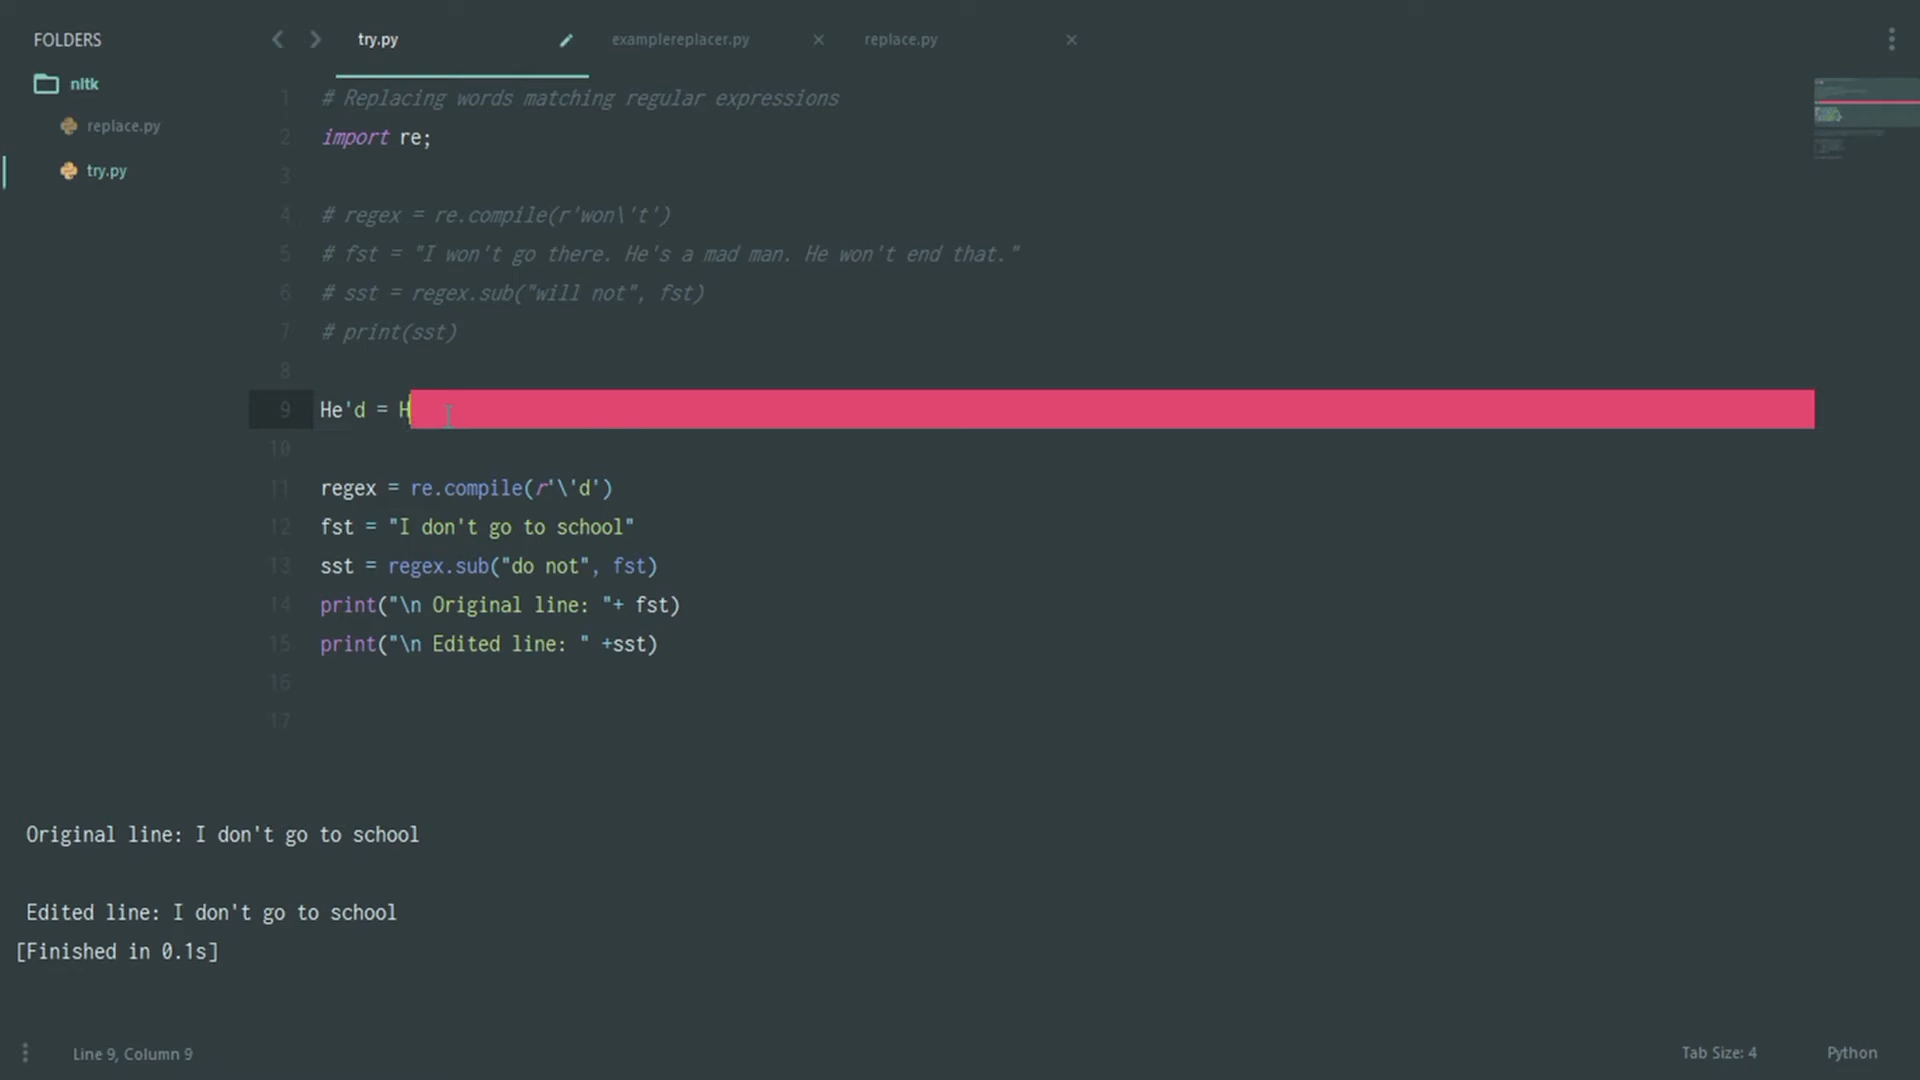 FOLDERS
nltk
replace.py
try.py
try.py
examplereplacer.py
replace.py
1 # Replacing words matching regular expressions
2 import re;
3
4 # regex = re.compile(r'won\'t')
5 # fst = "I won't go there. He's a mad man. He won't end that."
6 # sst = regex.sub("will not", fst)
7 # print(sst)
8
9 He'd = H
10
11 regex = re.compile(r'\'d')
12 fst = "I don't go to school"
13 sst = regex.sub("do not", fst)
14 print("\n Original line: "+ fst)
15 print("\n Edited line: " +sst)
16
17
Original line: I don't go to school
Edited line: I don't go to school
[Finished in 0.1s]
Line 9, Column 9
Tab Size: 4
Python